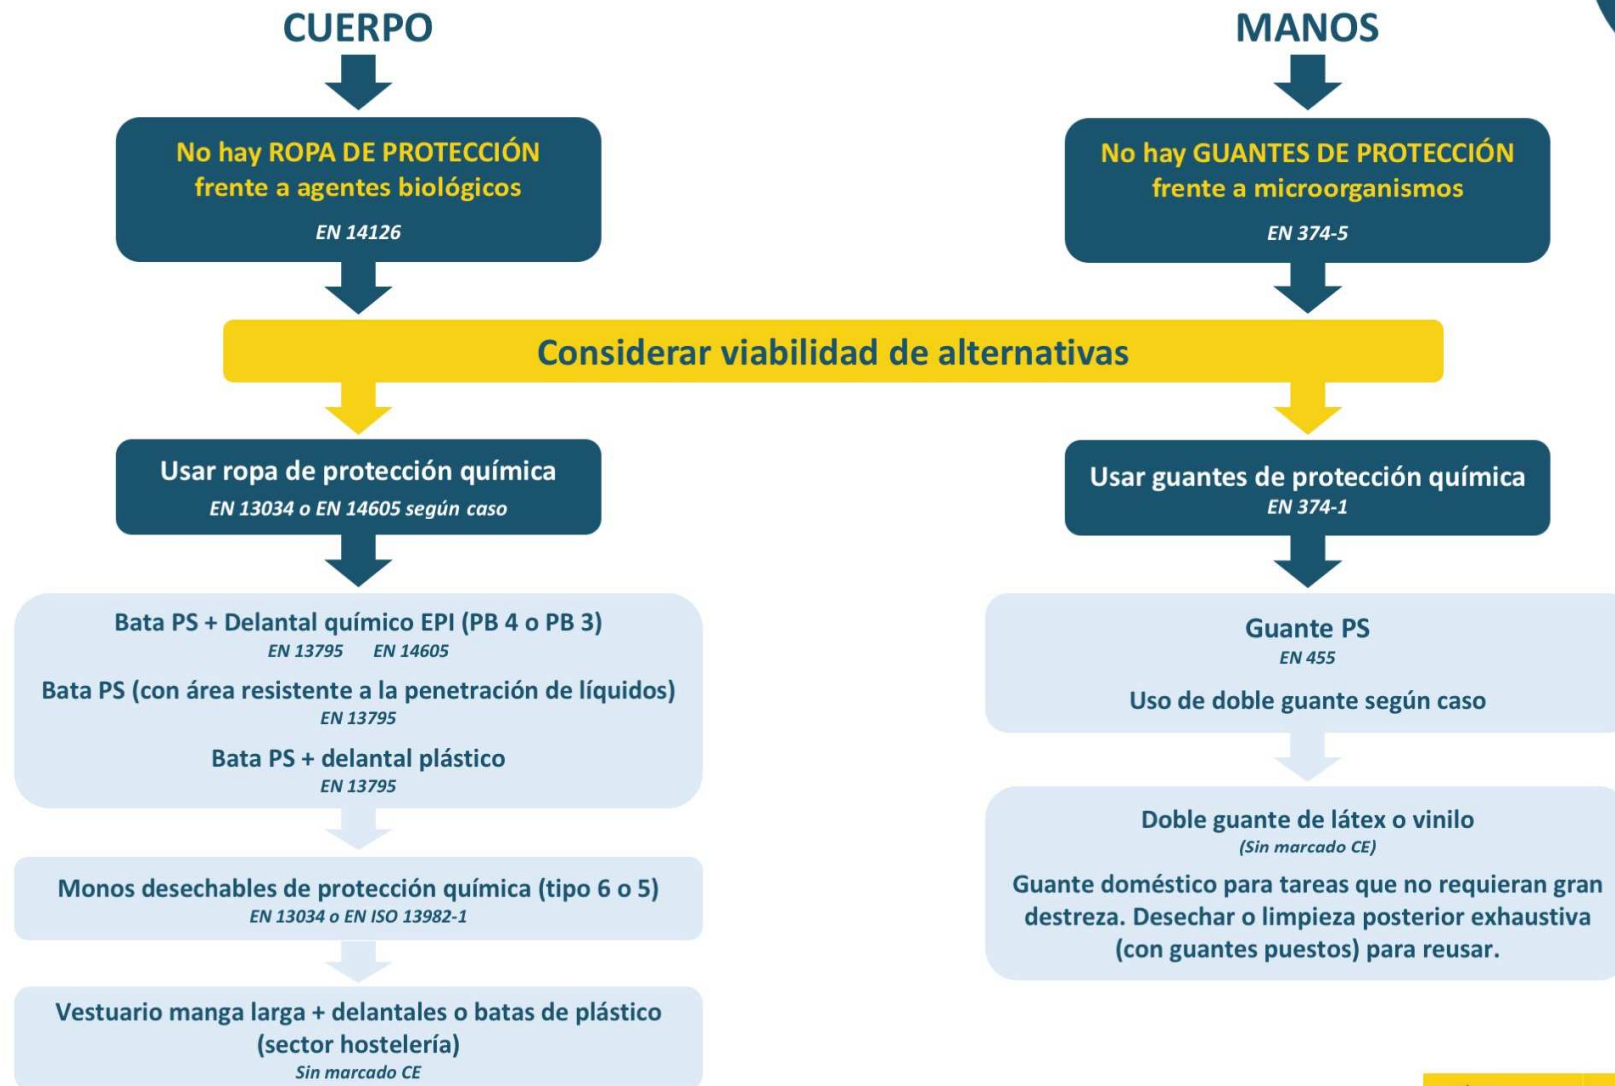 CUERPO
No hay ROPA DE PROTECCIÓN
frente a agentes biológicos
EN 14126
MANOS
No hay GUANTES DE PROTECCIÓN
frente a microorganismos
EN 374-5
Considerar viabilidad de alternativas
Usar ropa de protección química
EN 13034 o EN 14605 según caso
Bata PS + Delantal químico EPI (PB 4 o PB 3)
EN 13795 EN 14605
Bata PS (con área resistente a la penetración de líquidos)
EN 13795
Bata PS + delantal plástico
EN 13795
Monos desechables de protección química (tipo 6 o 5)
EN 13034 o EN ISO 13982-1
Vestuario manga larga + delantales o batas de plástico
(sector hostelería)
Sin marcado CE
Usar guantes de protección química
EN 374-1
Guante PS
EN 455
Uso de doble guante según caso
Doble guante de látex o vinilo
(Sin marcado CE)
Guante doméstico para tareas que no requieran gran
destreza. Desechar o limpieza posterior exhaustiva
(con guantes puestos) para reusar.